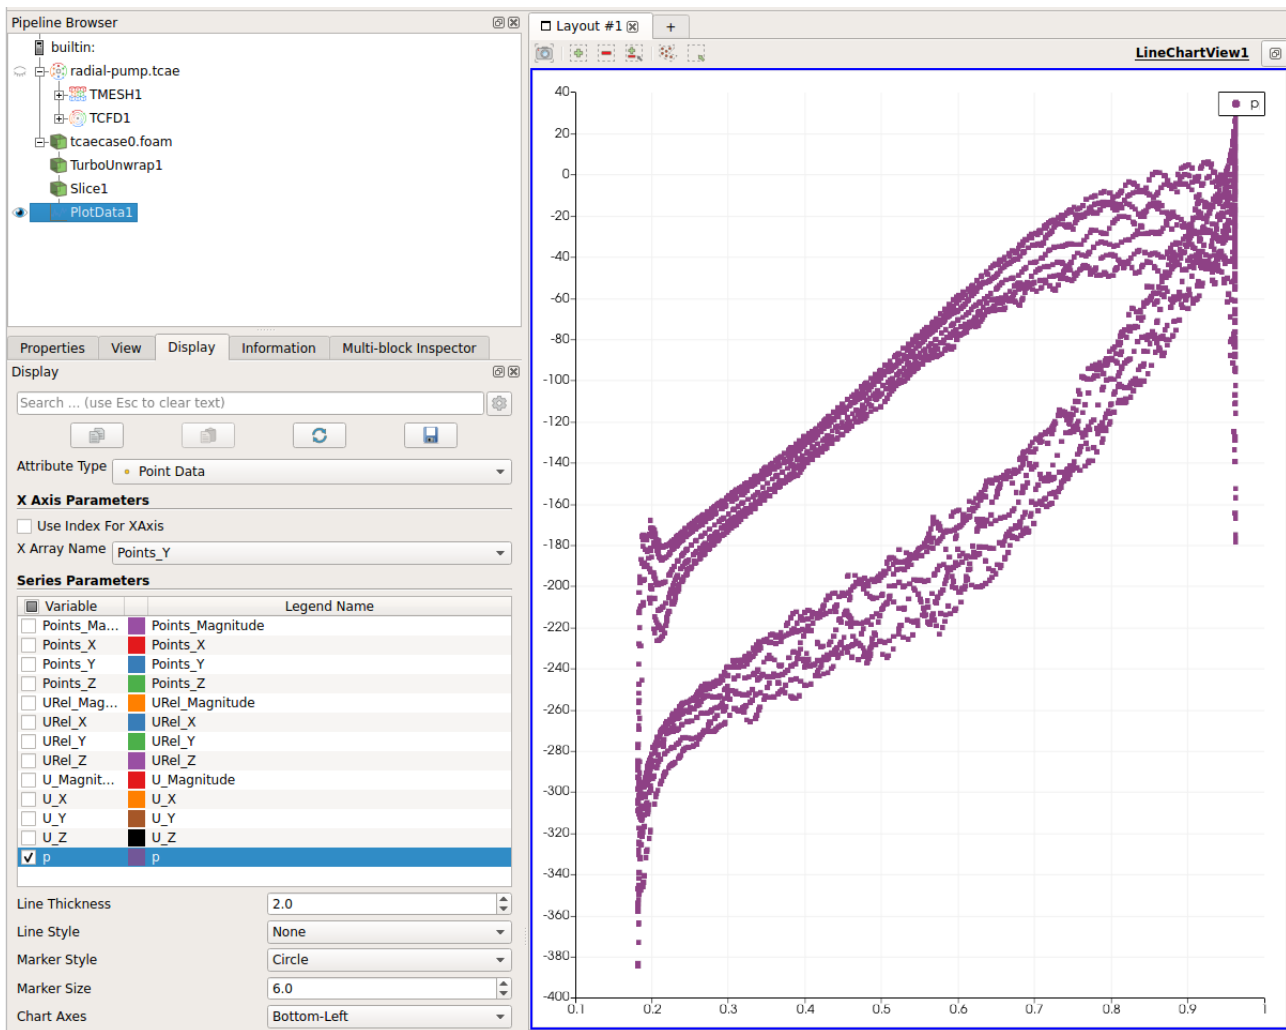 Pipeline Browser
builtin:
radial-pump.tcae
TMESH1
TCFD1
tcaecase0.foam
TurboUnwrap1
Slice1
PlotData1
Properties View Display Information Multi-block Inspector
Display
Search ... (use Esc to clear text)
Attribute Type Point Data
X Axis Parameters
Use Index For XAxis
X Array Name Points_Y
Series Parameters
Variable Legend Name
Points_Ma... Points_Magnitude
Points_X Points_X
Points_Y Points_Y
Points_Z Points_Z
URel_Mag... URel_Magnitude
URel_X URel_X
URel_Y URel_Y
URel_Z URel_Z
U_Magnit... U_Magnitude
U_X U_X
U_Y U_Y
U_Z U_Z
p p
Line Thickness 2.0
Line Style None
Marker Style Circle
Marker Size 6.0
Chart Axes Bottom-Left
Layout #1 +
LineChartView1
p
40
20
0
-20
-40
-60
-80
-100
-120
-140
-160
-180
-200
-220
-240
-260
-280
-300
-320
-340
-360
-380
-400
0.1 0.2 0.3 0.4 0.5 0.6 0.7 0.8 0.9 1